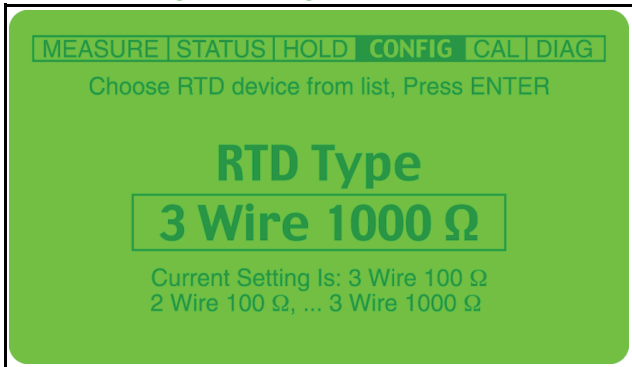 MEASURE STATUS HOLD CONFIG CAL DIAG
Choose RTD device from list, Press ENTER
RTD Type
3 Wire 1000 Ω
Current Setting Is: 3 Wire 100 Ω
2 Wire 100 Ω, ... 3 Wire 1000 Ω